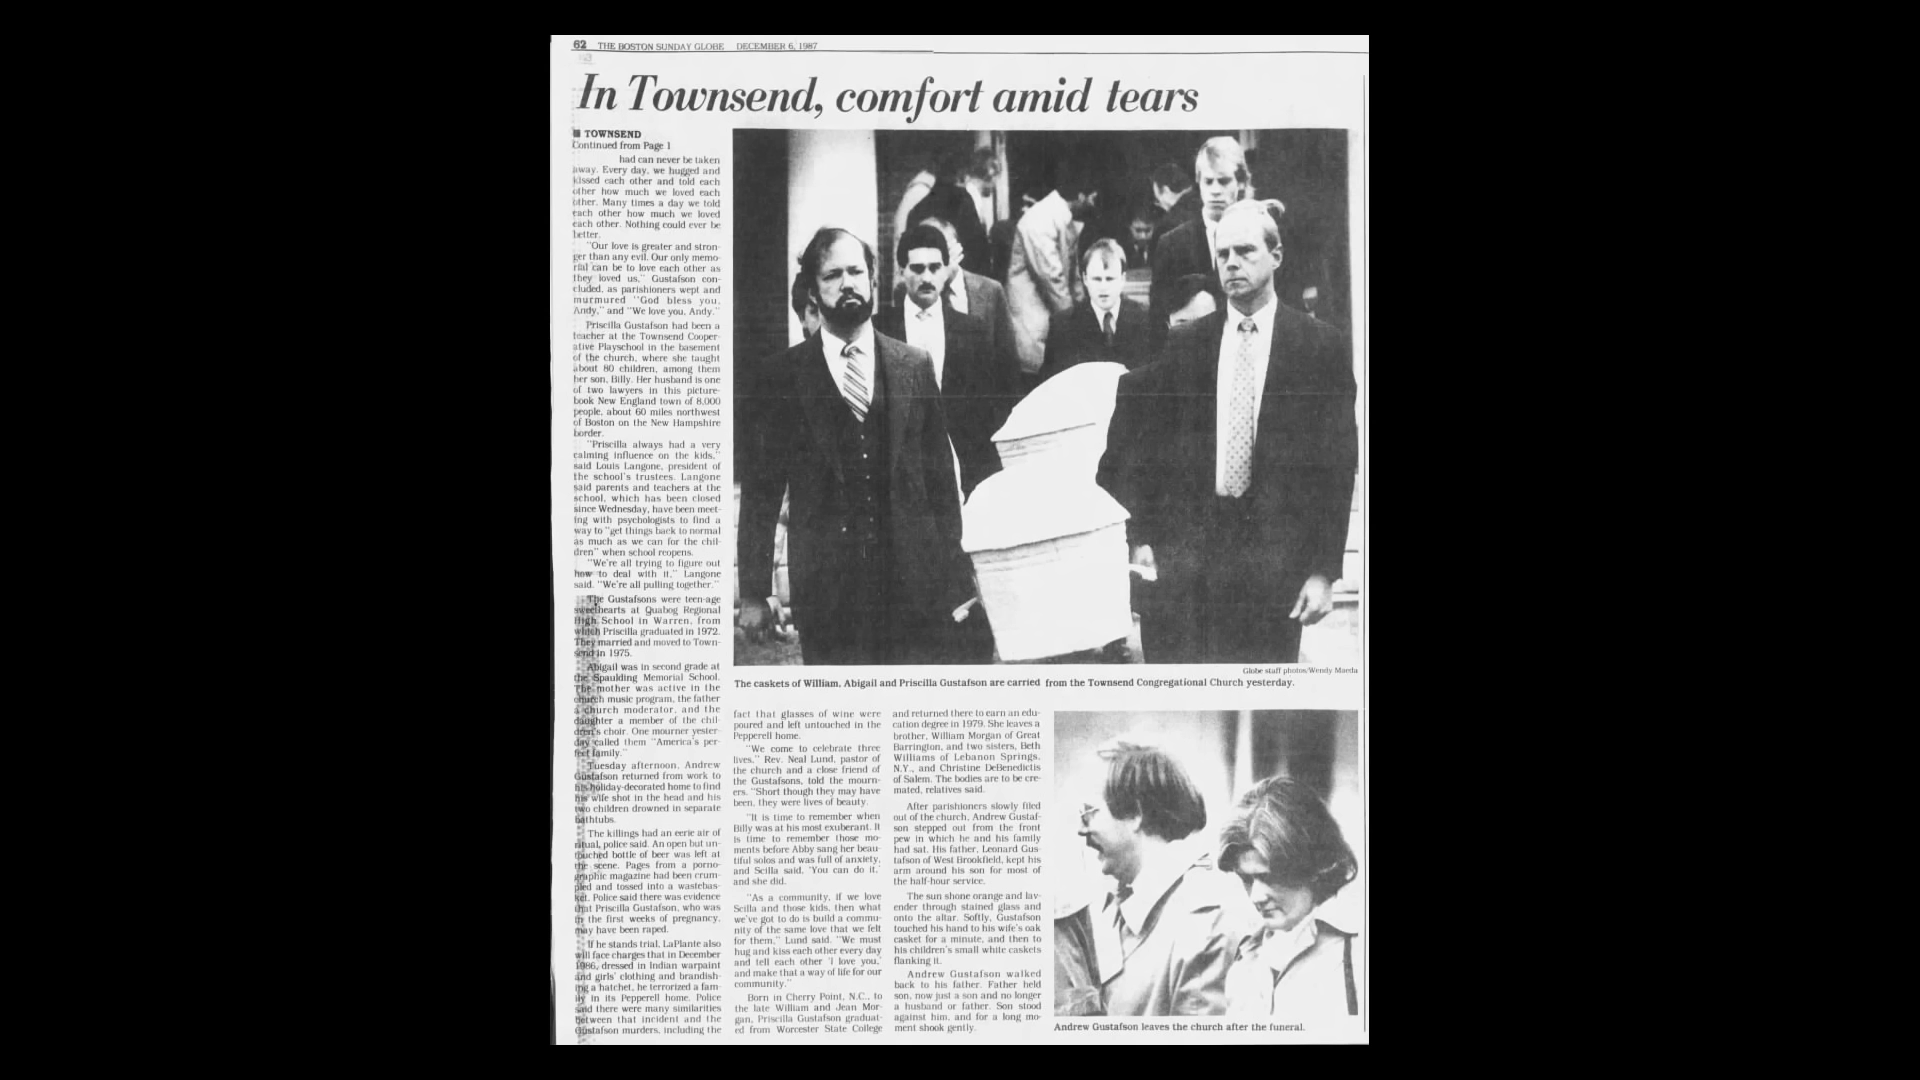 62 THE BOSTON SUNDAY GLOBE DECEMBER 6, 1987
In Townsend, comfort amid tears
■ TOWNSEND
Continued from Page 1
had can never be taken
away. Every day, we hugged and
kissed each other and told each
other how much we loved each
other. Many times a day we told
each other how much we loved
each other. Nothing could ever be
better.
"Our love is greater and stron-
ger than any evil. Our only memo-
rial can be to love each other as
they loved us," Gustafson con-
cluded, as parishioners wept and
murmured "God bless you,
Andy," and "We love you, Andy."
Priscilla Gustafson had been a
teacher at the Townsend Cooper-
ative Playschool in the basement
of the church, where she taught
about 80 children, among them
her son, Billy. Her husband is one
of two lawyers in this picture-
book New England town of 8,000
people, about 60 miles northwest
of Boston on the New Hampshire
border.
"Priscilla always had a very
calming influence on the kids,"
said Louis Langone, president of
the school's trustees. Langone
said parents and teachers at the
school, which has been closed
since Wednesday, have been meet-
ing with psychologists to find a
way to "get things back to normal
as much as we can for the chil-
dren" when school reopens.
"We're all trying to figure out
how to deal with it," Langone
said. "We're all pulling together."
The Gustafsons were teen-age
sweethearts at Quabog Regional
High School in Warren, from
which Priscilla graduated in 1972.
They married and moved to Town-
send in 1975.
Abigail was in second grade at
the Spaulding Memorial School.
The mother was active in the
church music program, the father
a church moderator, and the
daughter a member of the chil-
dren's choir. One mourner yester-
day called them "America's per-
fect family."
Tuesday afternoon, Andrew
Gustafson returned from work to
his holiday-decorated home to find
his wife shot in the head and his
two children drowned in separate
bathtubs.
The killings had an eerie air of
ritual, police said. An open but un-
touched bottle of beer was left at
the scene. Pages from a porno-
graphic magazine had been crum-
pled and tossed into a wastebas-
ket. Police said there was evidence
that Priscilla Gustafson, who was
in the first weeks of pregnancy,
may have been raped.
If he stands trial, LaPlante also
will face charges that in December
1986, dressed in Indian warpaint
and girls' clothing and brandish-
ing a hatchet, he terrorized a fam-
ily in its Pepperell home. Police
said there were many similarities
between that incident and the
Gustafson murders, including the
Globe staff photos/Wendy Maeda
The caskets of William, Abigail and Priscilla Gustafson are carried from the Townsend Congregational Church yesterday.
fact that glasses of wine were
poured and left untouched in the
Pepperell home.
"We come to celebrate three
lives," Rev. Neal Lund, pastor of
the church and a close friend of
the Gustafsons, told the mourn-
ers. "Short though they may have
been, they were lives of beauty.
"It is time to remember when
Billy was at his most exuberant. It
is time to remember those mo-
ments before Abby sang her beau-
tiful solos and was full of anxiety,
and Scilla said, 'You can do it,'
and she did.
"As a community, if we love
Scilla and those kids, then what
we've got to do is build a commu-
nity of the same love that we felt
for them," Lund said. "We must
hug and kiss each other every day
and tell each other 'I love you,'
and make that a way of life for our
community."
Born in Cherry Point, N.C., to
the late William and Jean Mor-
gan, Priscilla Gustafson graduat-
ed from Worcester State College
and returned there to earn an edu-
cation degree in 1979. She leaves a
brother, William Morgan of Great
Barrington, and two sisters, Beth
Williams of Lebanon Springs,
N.Y., and Christine DeBenedictis
of Salem. The bodies are to be cre-
mated, relatives said.
After parishioners slowly filed
out of the church, Andrew Gustaf-
son stepped out from the front
pew in which he and his family
had sat. His father, Leonard Gus-
tafson of West Brookfield, kept his
arm around his son for most of
the half-hour service.
The sun shone orange and lav-
ender through stained glass and
onto the altar. Softly, Gustafson
touched his hand to his wife's oak
casket for a minute, and then to
his children's small white caskets
flanking it.
Andrew Gustafson walked
back to his father. Father held
son, now just a son and no longer
a husband or father. Son stood
against him, and for a long mo-
ment shook gently.
Andrew Gustafson leaves the church after the funeral.